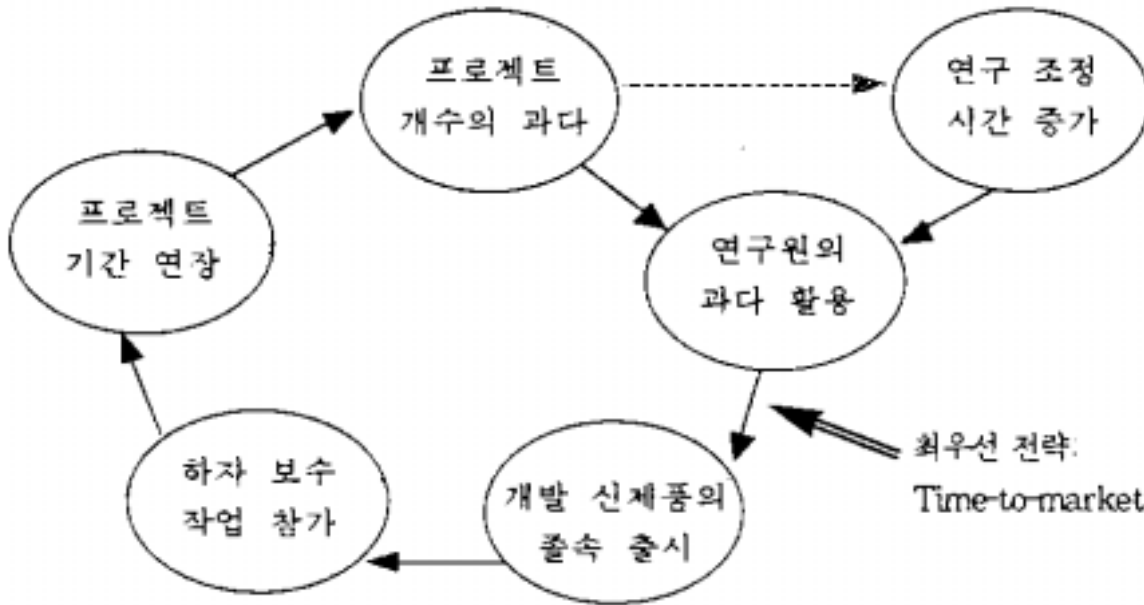 프로젝트
개수의 과다
연구 조정
시간 증가
프로젝트
기간 연장
연구원의
과다 활용
하자 보수
작업 참가
개발 신제품의
졸속 출시
최우선 전략:
Time-to-market